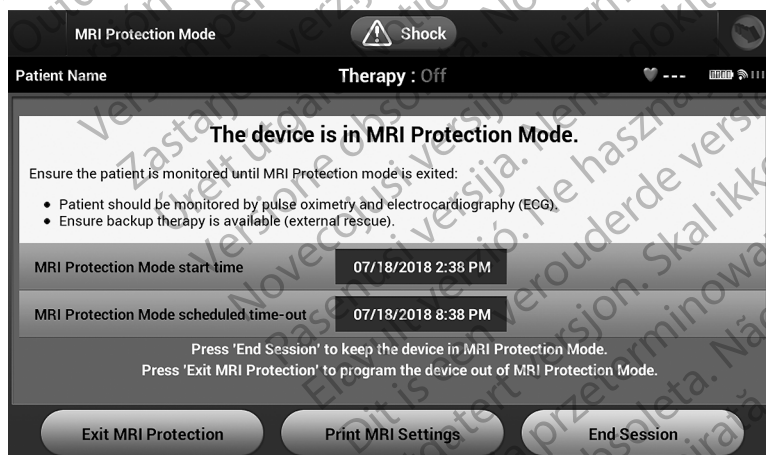 MRI Protection Mode
Shock
Patient Name
Therapy : Off
---
The device is in MRI Protection Mode.
Ensure the patient is monitored until MRI Protection mode is exited:
• Patient should be monitored by pulse oximetry and electrocardiography (ECG).
• Ensure backup therapy is available (external rescue).
MRI Protection Mode start time 07/18/2018 2:38 PM
MRI Protection Mode scheduled time-out 07/18/2018 8:38 PM
Press 'End Session' to keep the device in MRI Protection Mode.
Press 'Exit MRI Protection' to program the device out of MRI Protection Mode.
Exit MRI Protection
Print MRI Settings
End Session